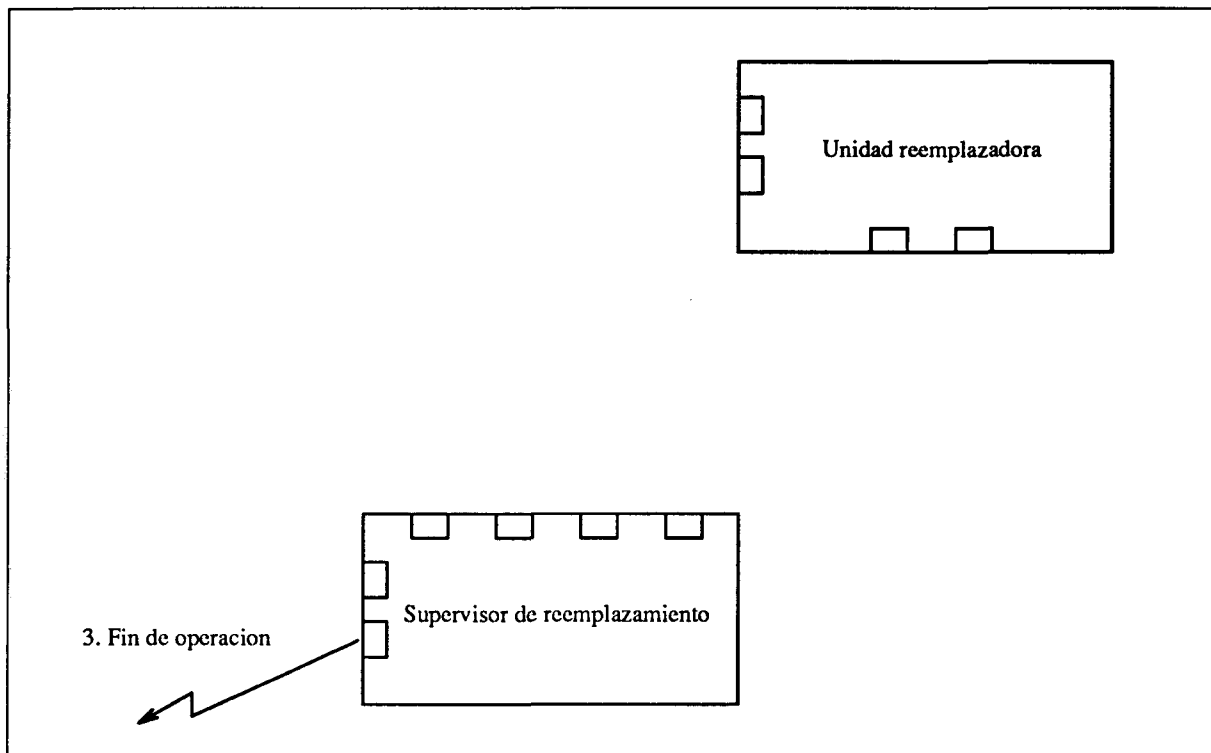 Unidad reemplazadora
Supervisor de reemplazamiento
3. Fin de operacion